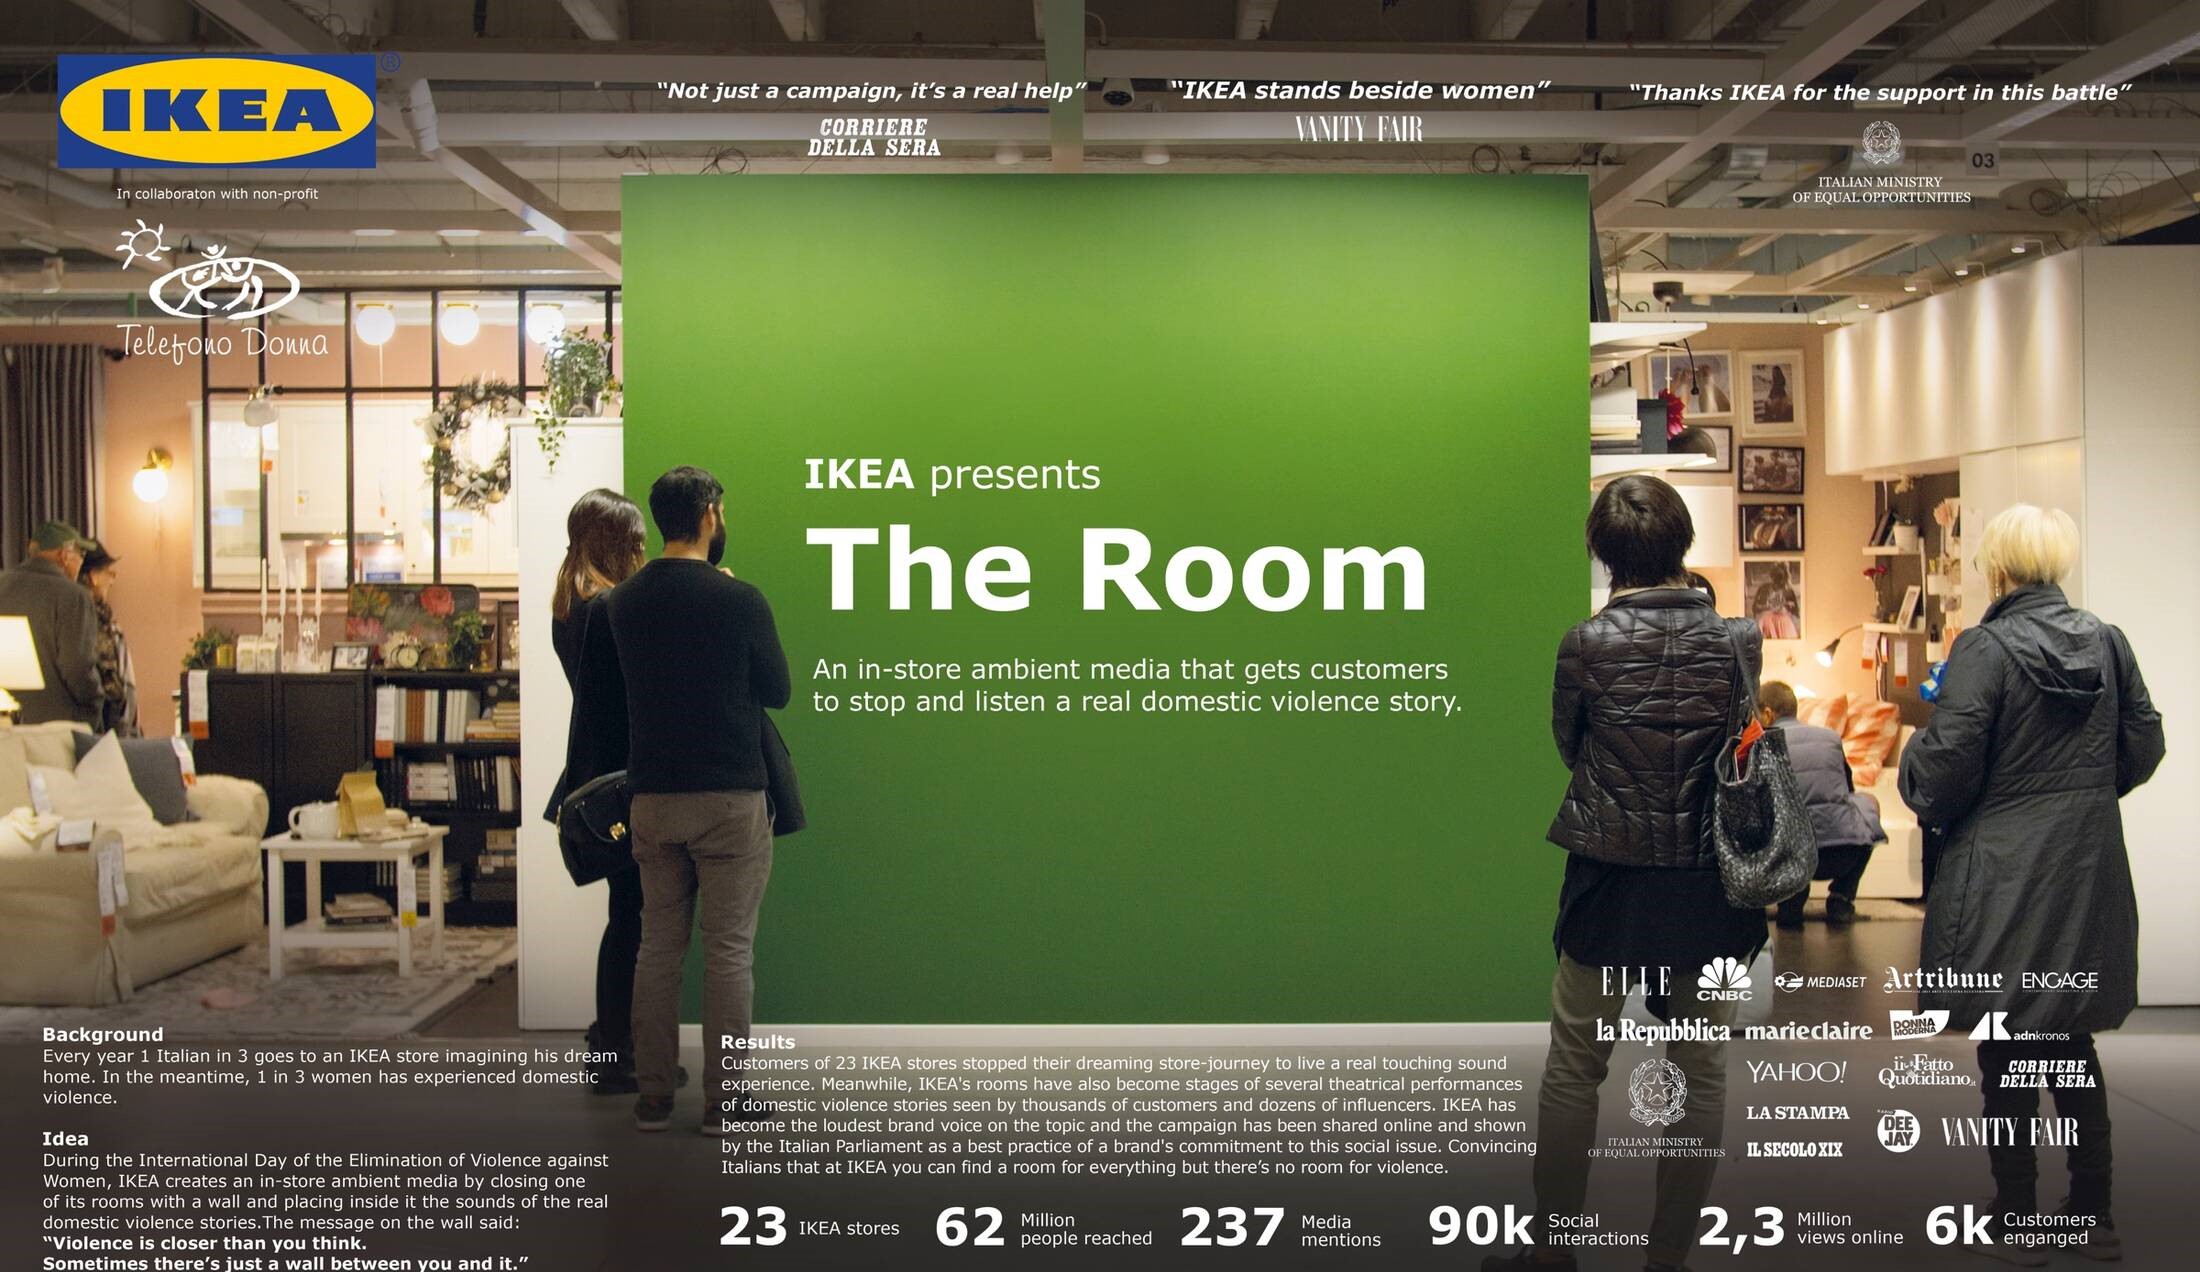 IKEA
®
In collaboraton with non-profit
Telefono Donna
“Not just a campaign, it’s a real help”
CORRIERE
DELLA SERA
“IKEA stands beside women”
VANITY FAIR
“Thanks IKEA for the support in this battle”
ITALIAN MINISTRY
OF EQUAL OPPORTUNITIES
03
IKEA presents
The Room
An in-store ambient media that gets customers
to stop and listen a real domestic violence story.
Background
Every year 1 Italian in 3 goes to an IKEA store imagining his dream
home. In the meantime, 1 in 3 women has experienced domestic
violence.
Idea
During the International Day of the Elimination of Violence against
Women, IKEA creates an in-store ambient media by closing one
of its rooms with a wall and placing inside it the sounds of the real
domestic violence stories.The message on the wall said:
“Violence is closer than you think.
Sometimes there’s just a wall between you and it.”
Results
Customers of 23 IKEA stores stopped their dreaming store-journey to live a real touching sound
experience. Meanwhile, IKEA's rooms have also become stages of several theatrical performances
of domestic violence stories seen by thousands of customers and dozens of influencers. IKEA has
become the loudest brand voice on the topic and the campaign has been shared online and shown
by the Italian Parliament as a best practice of a brand's commitment to this social issue. Convincing
Italians that at IKEA you can find a room for everything but there’s no room for violence.
ELLE
CNBC
MEDIASET
Artribune
ENGAGE
la Repubblica
marie claire
DONNA
MODERNA
adnkronos
ITALIAN MINISTRY
OF EQUAL OPPORTUNITIES
YAHOO!
il Fatto
Quotidiano.it
CORRIERE
DELLA SERA
LA STAMPA
IL SECOLO XIX
DEE
JAY
VANITY FAIR
23 IKEA stores
62 Million
people reached
237 Media
mentions
90k Social
interactions
2,3 Million
views online
6k Customers
enganged